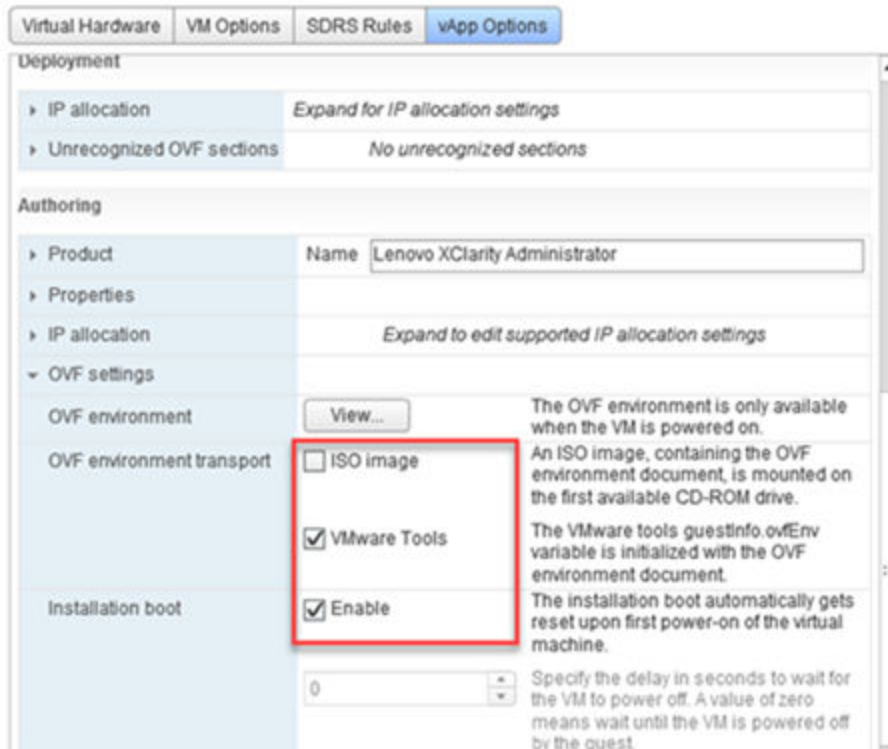 Virtual Hardware VM Options SDRS Rules vApp Options
Deployment
IP allocation Expand for IP allocation settings
Unrecognized OVF sections No unrecognized sections
Authoring
Product Name Lenovo XClarity Administrator
Properties
IP allocation Expand to edit supported IP allocation settings
OVF settings
OVF environment View... The OVF environment is only available
when the VM is powered on.
OVF environment transport ISO image An ISO image, containing the OVF
environment document, is mounted on
the first available CD-ROM drive.
VMware Tools The VMware tools guestInfo.ovfEnv
variable is initialized with the OVF
environment document.
Installation boot Enable The installation boot automatically gets
reset upon first power-on of the virtual
machine.
0 Specify the delay in seconds to wait for
the VM to power off. A value of zero
means wait until the VM is powered off
by the guest.